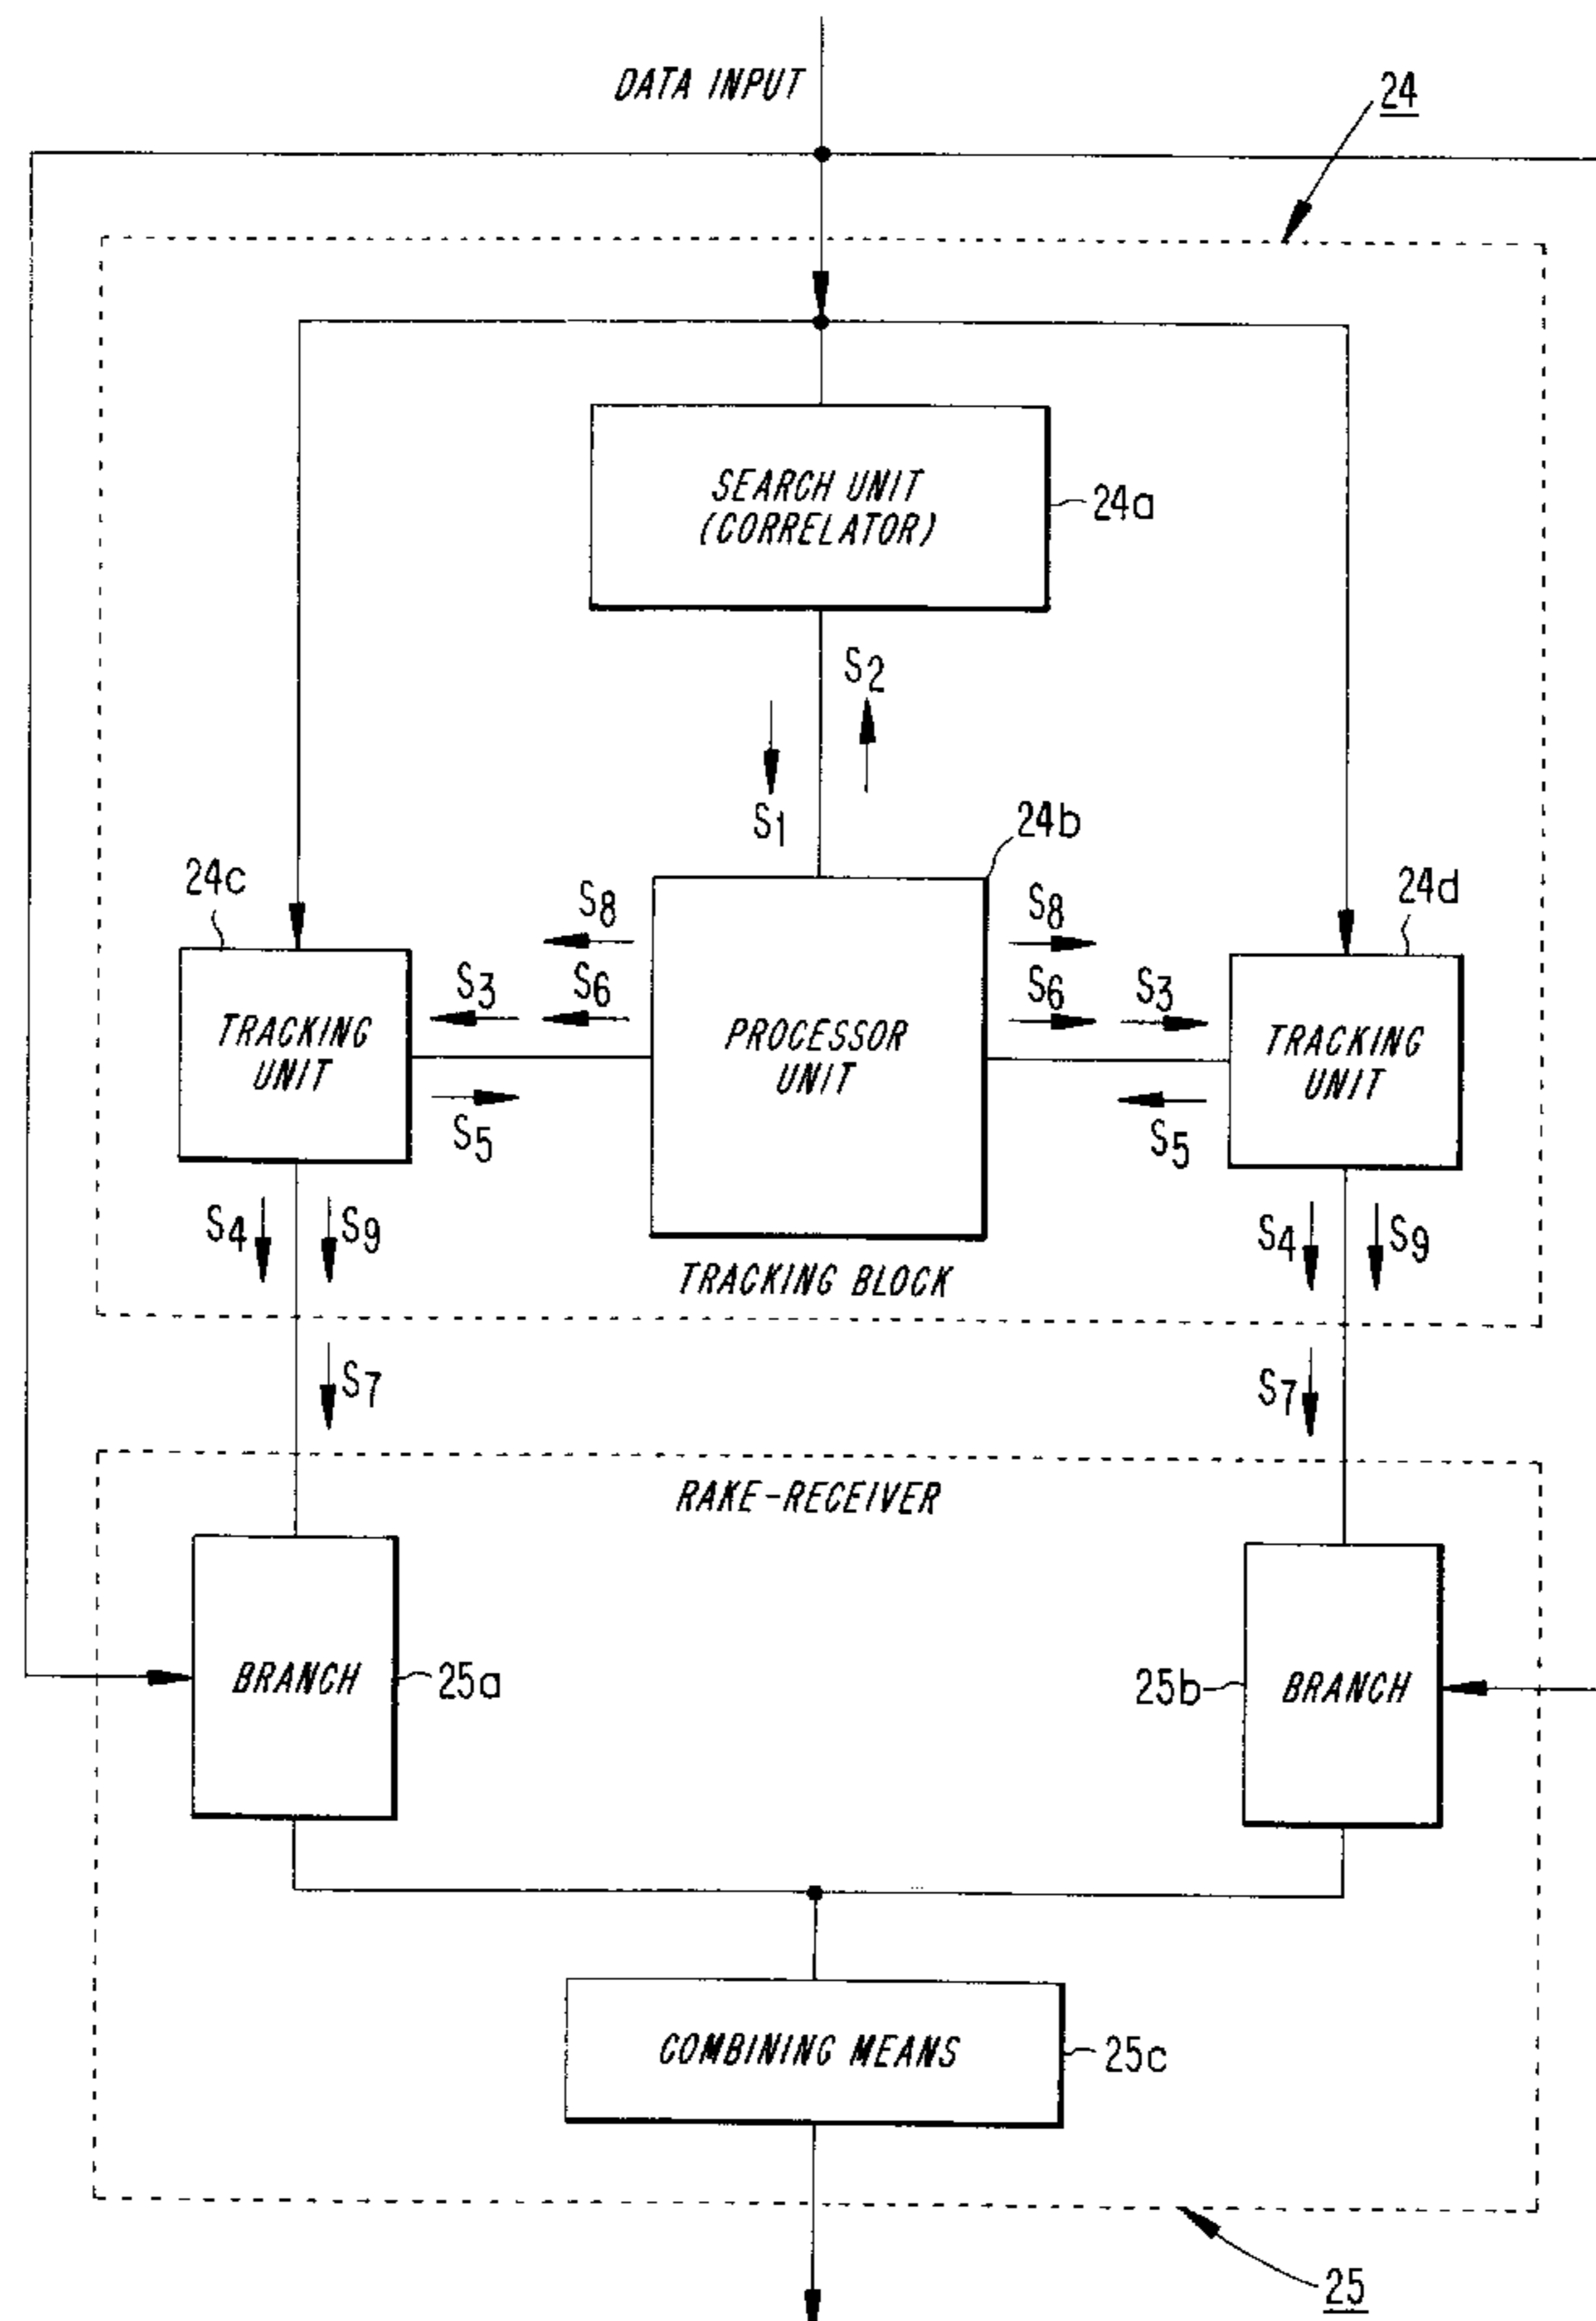 DATA INPUT
24
SEARCH UNIT
(CORRELATOR)
24a
S2
S1
24b
24c
24d
S8
S8
S3
S6
S6
S3
TRACKING
UNIT
PROCESSOR
UNIT
TRACKING
UNIT
S5
S5
S4
S9
S4
S9
TRACKING BLOCK
S7
S7
RAKE-RECEIVER
BRANCH
25a
25b
BRANCH
COMBINING MEANS
25c
25